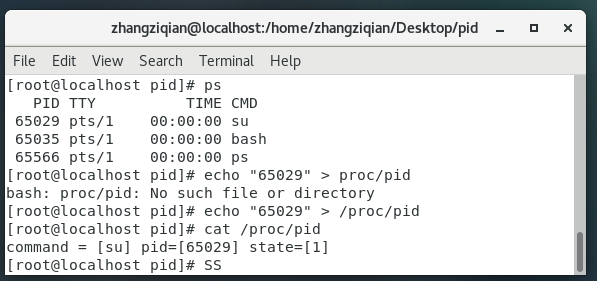 zhangziqian@localhost:/home/zhangziqian/Desktop/pid
File Edit View Search Terminal Help
[root@localhost pid]# ps
   PID TTY          TIME CMD
 65029 pts/1    00:00:00 su
 65035 pts/1    00:00:00 bash
 65566 pts/1    00:00:00 ps
[root@localhost pid]# echo "65029" > proc/pid
bash: proc/pid: No such file or directory
[root@localhost pid]# echo "65029" > /proc/pid
[root@localhost pid]# cat /proc/pid
command = [su] pid=[65029] state=[1]
[root@localhost pid]# SS